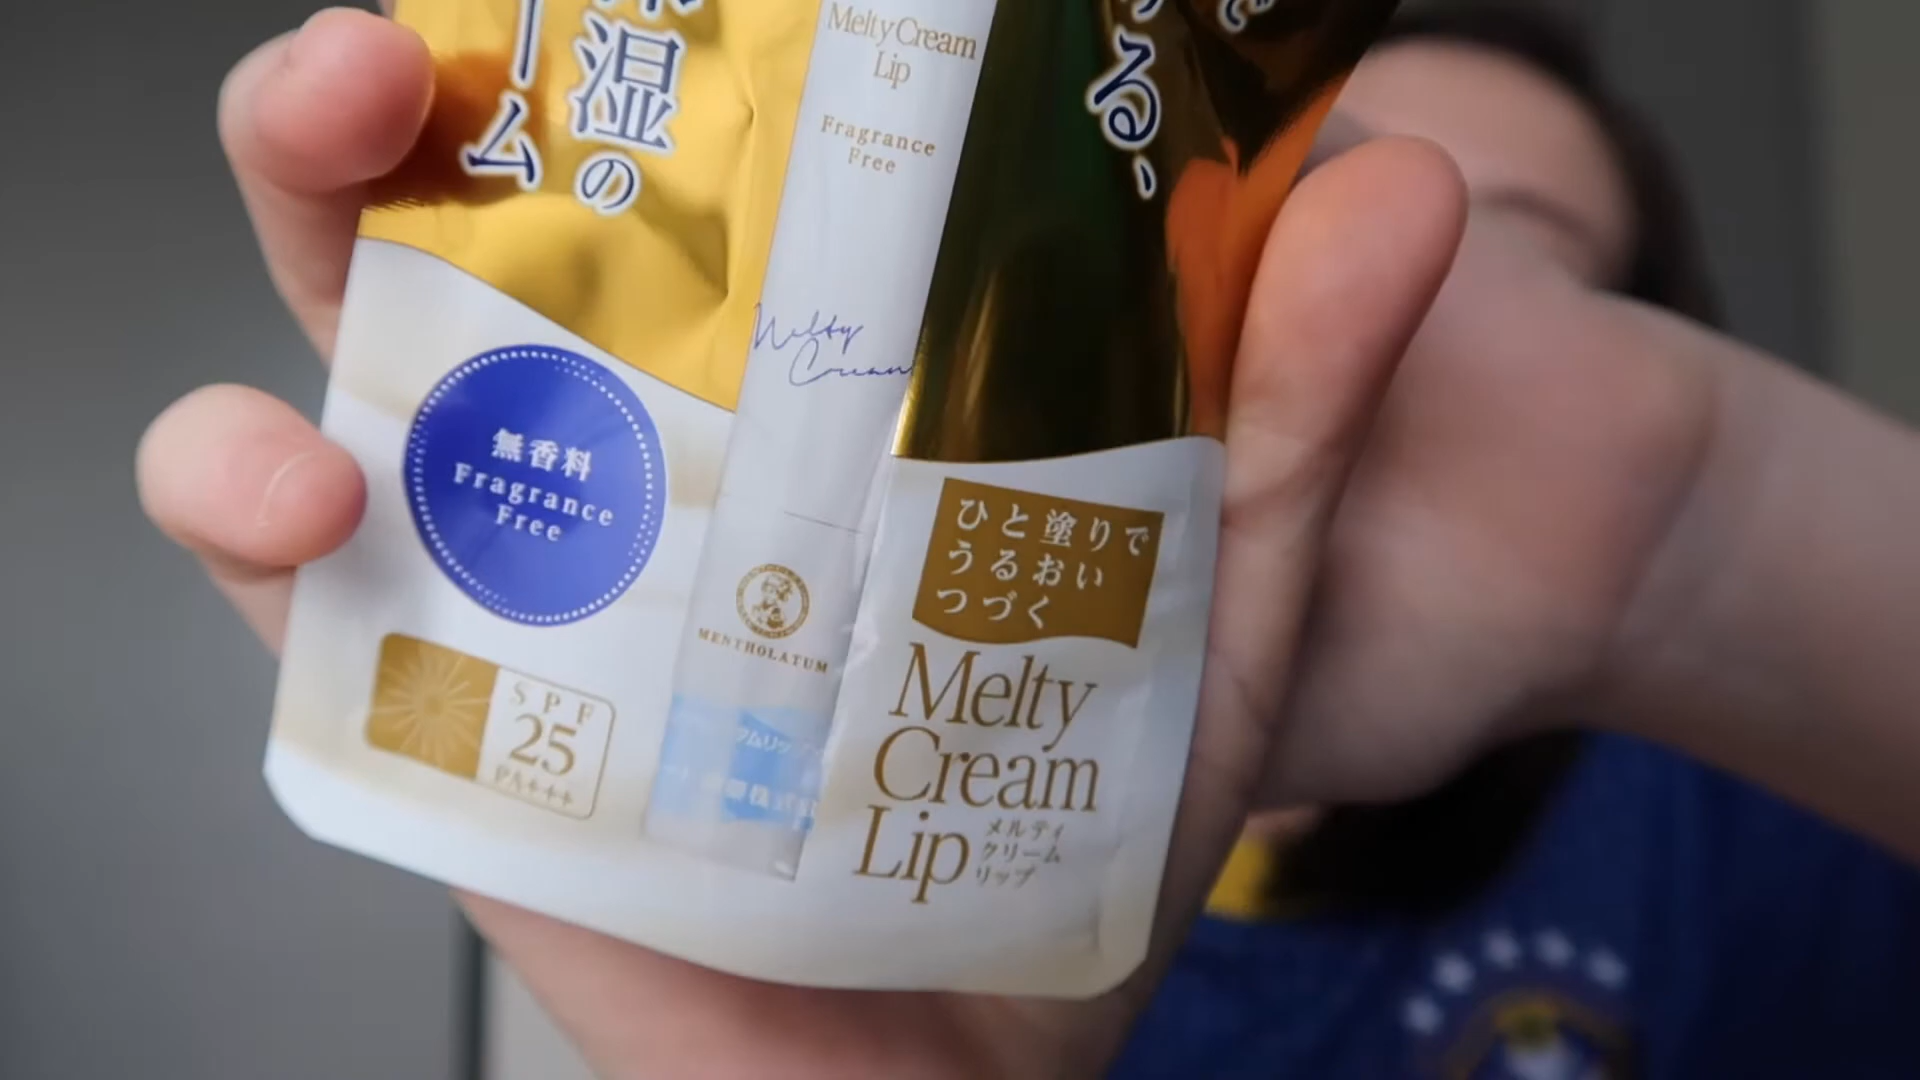 湿の
ーム
Melty Cream
Lip
Fragrance
Free
る、
で
Melty
Cream
無香料
Fragrance
Free
MENTHOLATUM
SPF
25
PA+++
ひと塗りで
うるおい
つづく
Melty
Cream
Lip
メルティ
クリーム
リップ